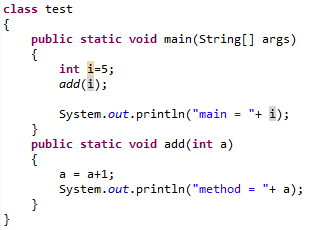 class test
{
    public static void main(String[] args)
    {
        int i=5;
        add(i);

        System.out.println("main = "+ i);
    }
    public static void add(int a)
    {
        a = a+1;
        System.out.println("method = "+ a);
    }
}